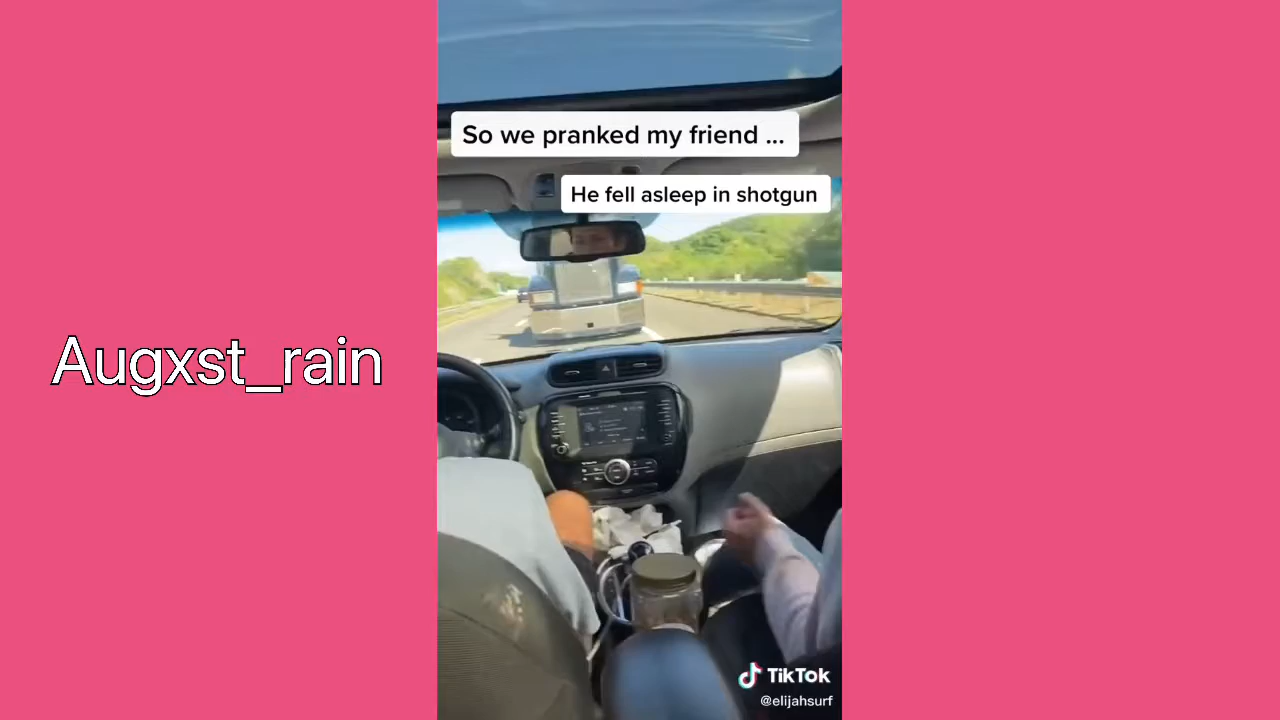 So we pranked my friend ...
He fell asleep in shotgun
Augxst_rain
TikTok
@elijahsurf